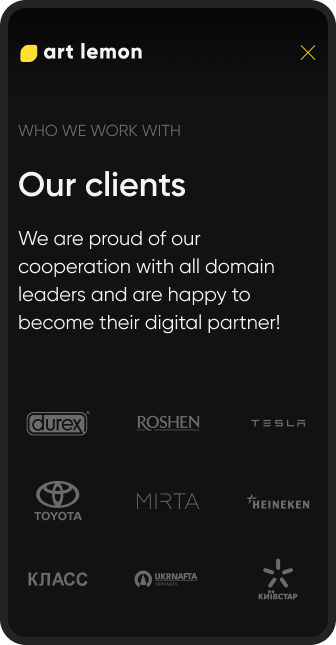 art lemon
WHO WE WORK WITH
Our clients
We are proud of our
cooperation with all domain
leaders and are happy to
become their digital partner!
durex®
ROSHEN
TESLA
TOYOTA
MIRTA
HEINEKEN
КЛАСС
UKRNAFTA
КИЇВСТАР